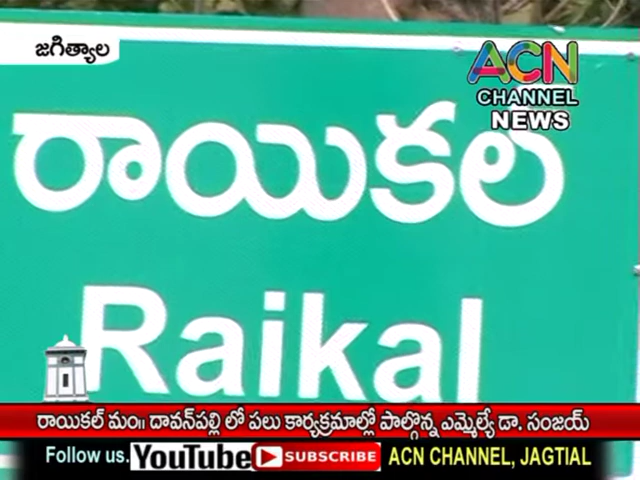 జగిత్యాల
ACN
CHANNEL
NEWS
రాయికల్
Raikal
రాయికల్ మం॥ దావన్‌పల్లి లో పలు కార్యక్రమాల్లో పాల్గొన్న ఎమ్మెల్యే డా. సంజయ్
Follow us. YouTube SUBSCRIBE ACN CHANNEL, JAGTIAL